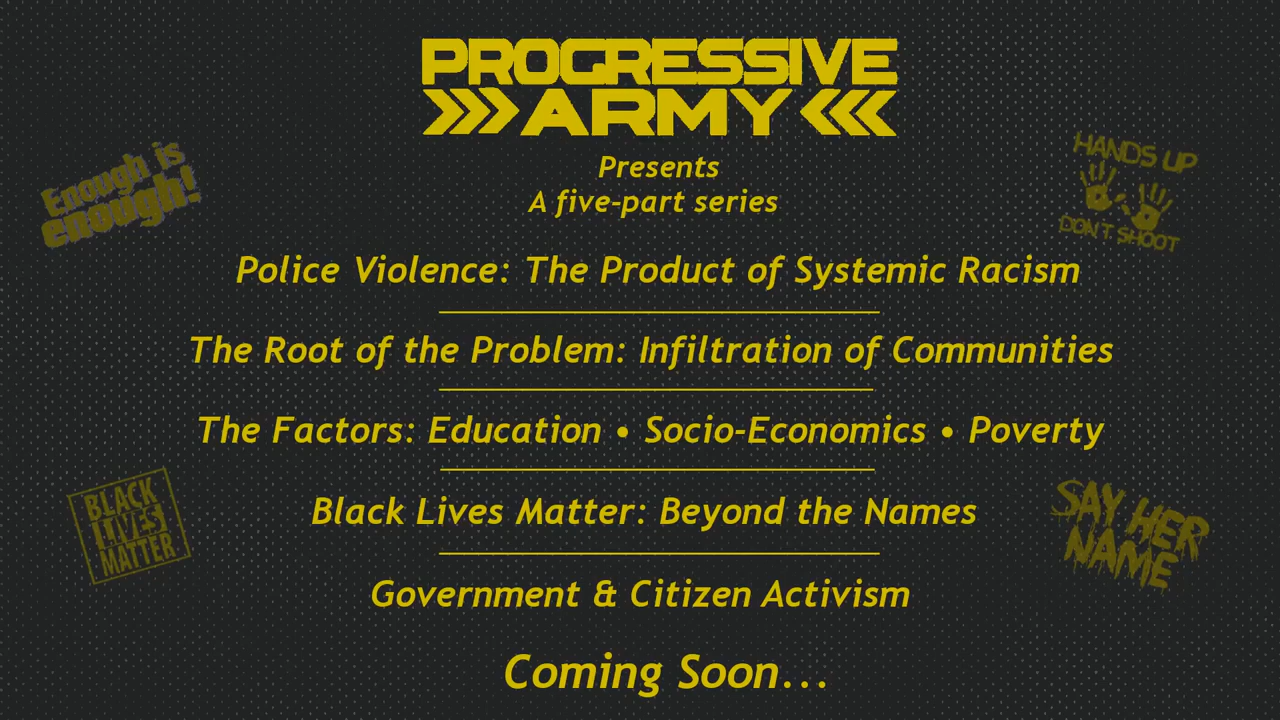 PROGRESSIVE
ARMY
Presents
A five-part series
Enough is
enough!
HANDS UP
DON'T SHOOT
Police Violence: The Product of Systemic Racism
The Root of the Problem: Infiltration of Communities
The Factors: Education • Socio-Economics • Poverty
BLACK
LIVES
MATTER
SAY HER
NAME
Black Lives Matter: Beyond the Names
Government & Citizen Activism
Coming Soon...